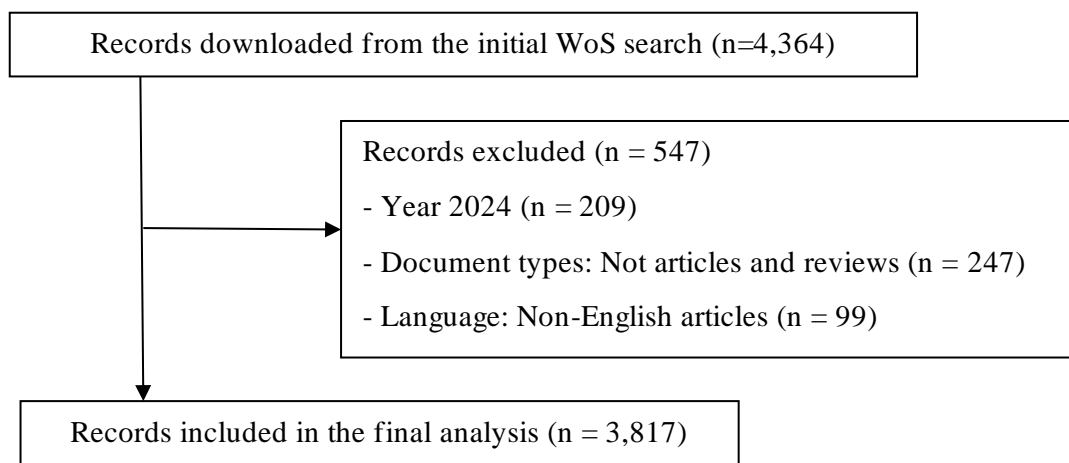 Records downloaded from the initial WoS search (n=4,364)
Records excluded (n = 547)
- Year 2024 (n = 209)
- Document types: Not articles and reviews (n = 247)
- Language: Non-English articles (n = 99)
Records included in the final analysis (n = 3,817)